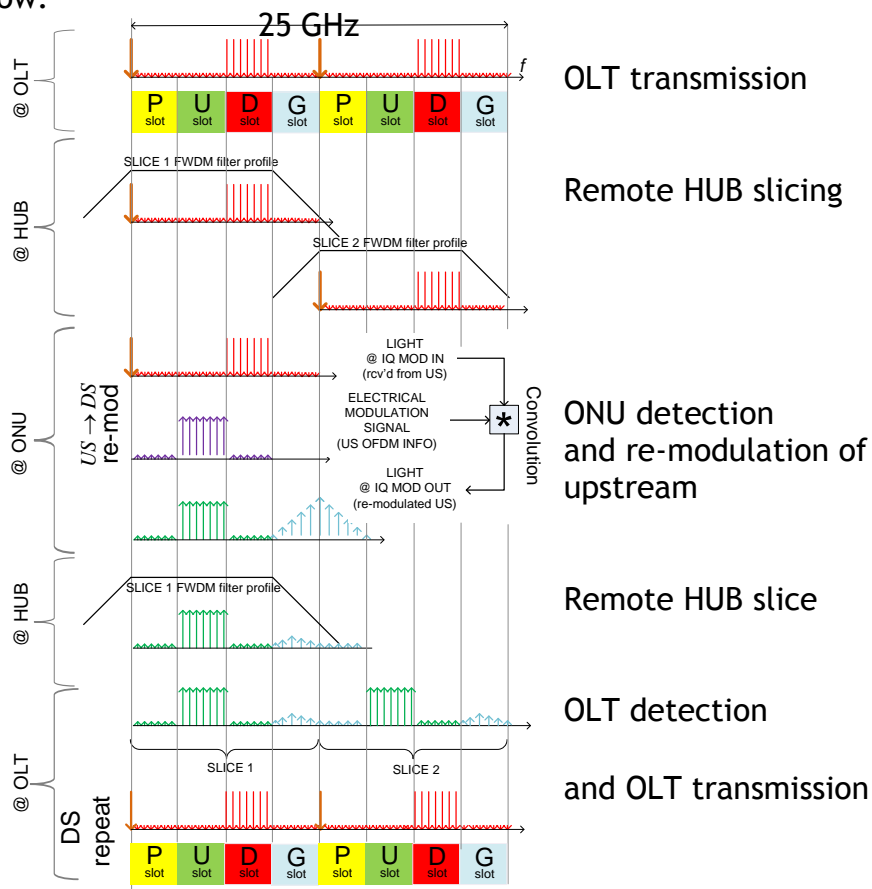 ow:
25 GHz
f
@ OLT
OLT transmission
P U D G P U D G
slot slot slot slot slot slot slot slot
SLICE 1 FWDM filter profile
@ HUB
Remote HUB slicing
SLICE 2 FWDM filter profile
@ ONU
US → DS
re-mod
LIGHT
@ IQ MOD IN
(rcv'd from US)
ELECTRICAL
MODULATION
SIGNAL
(US OFDM INFO)
*
Convolution
LIGHT
@ IQ MOD OUT
(re-modulated US)
ONU detection
and re-modulation of
upstream
@ HUB
SLICE 1 FWDM filter profile
Remote HUB slice
OLT detection
SLICE 1
SLICE 2
@ OLT
and OLT transmission
DS
repeat
P U D G P U D G
slot slot slot slot slot slot slot slot